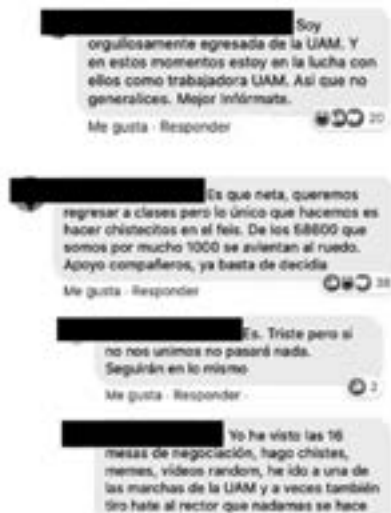 Soy
orgullosamente egresada de la UAM. Y
en estos momentos estoy en la lucha con
ellos como trabajadora UAM. Asi que no
generalices. Mejor Infórmate.
Me gusta · Responder
20
Es que neta, queremos
regresar a clases pero lo único que hacemos es
hacer chistecitos en el feis. De los 58600 que
somos por mucho 1000 se avientan al ruedo.
Apoyo compañeros, ya basta de decidia
Me gusta · Responder
38
Es. Triste pero si
no nos unimos no pasará nada.
Seguirán en lo mismo
Me gusta · Responder ·
2
Yo he visto las 16
mesas de negociación, hago chistes,
memes, videos random, he ido a una de
las marchas de la UAM y a veces también
tiro hate al rector que nadamas se hace